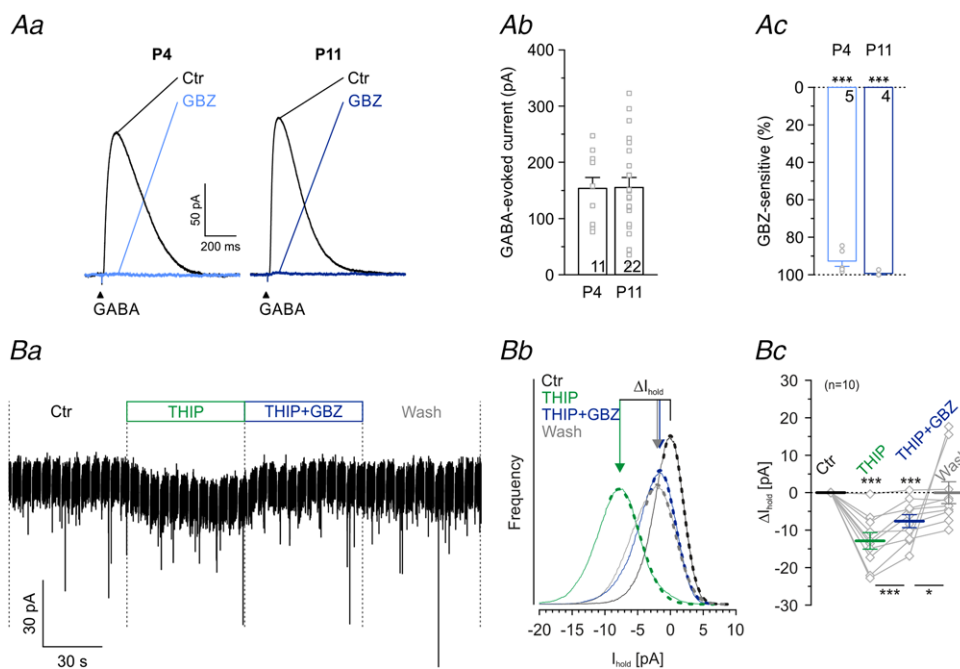 Aa
P4
P11
Ctr
GBZ
Ctr
GBZ
50 pA
200 ms
GABA
GABA
Ab
GABA-evoked current (pA)
400
300
200
100
0
11
22
P4
P11
Ac
P4
P11
***
***
5
4
GBZ-sensitive (%)
0
20
40
60
80
100
Ba
Ctr
THIP
THIP+GBZ
Wash
30 pA
30 s
Bb
Ctr
THIP
THIP+GBZ
Wash
ΔIhold
Frequency
-20
-15
-10
-5
0
5
10
Ihold [pA]
Bc
(n=10)
ΔIhold [pA]
30
20
10
0
-10
-20
-30
Ctr
THIP
THIP+GBZ
Wash
***
***
***
*